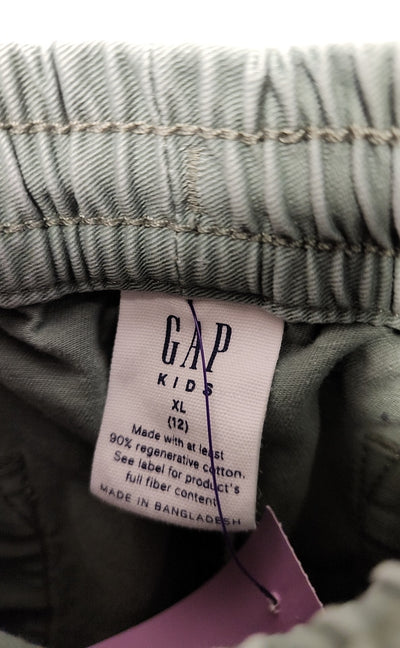 GAP
KIDS
XL
(12)
Made with at least
90% regenerative cotton.
See label for product's
full fiber content
MADE IN BANGLADESH